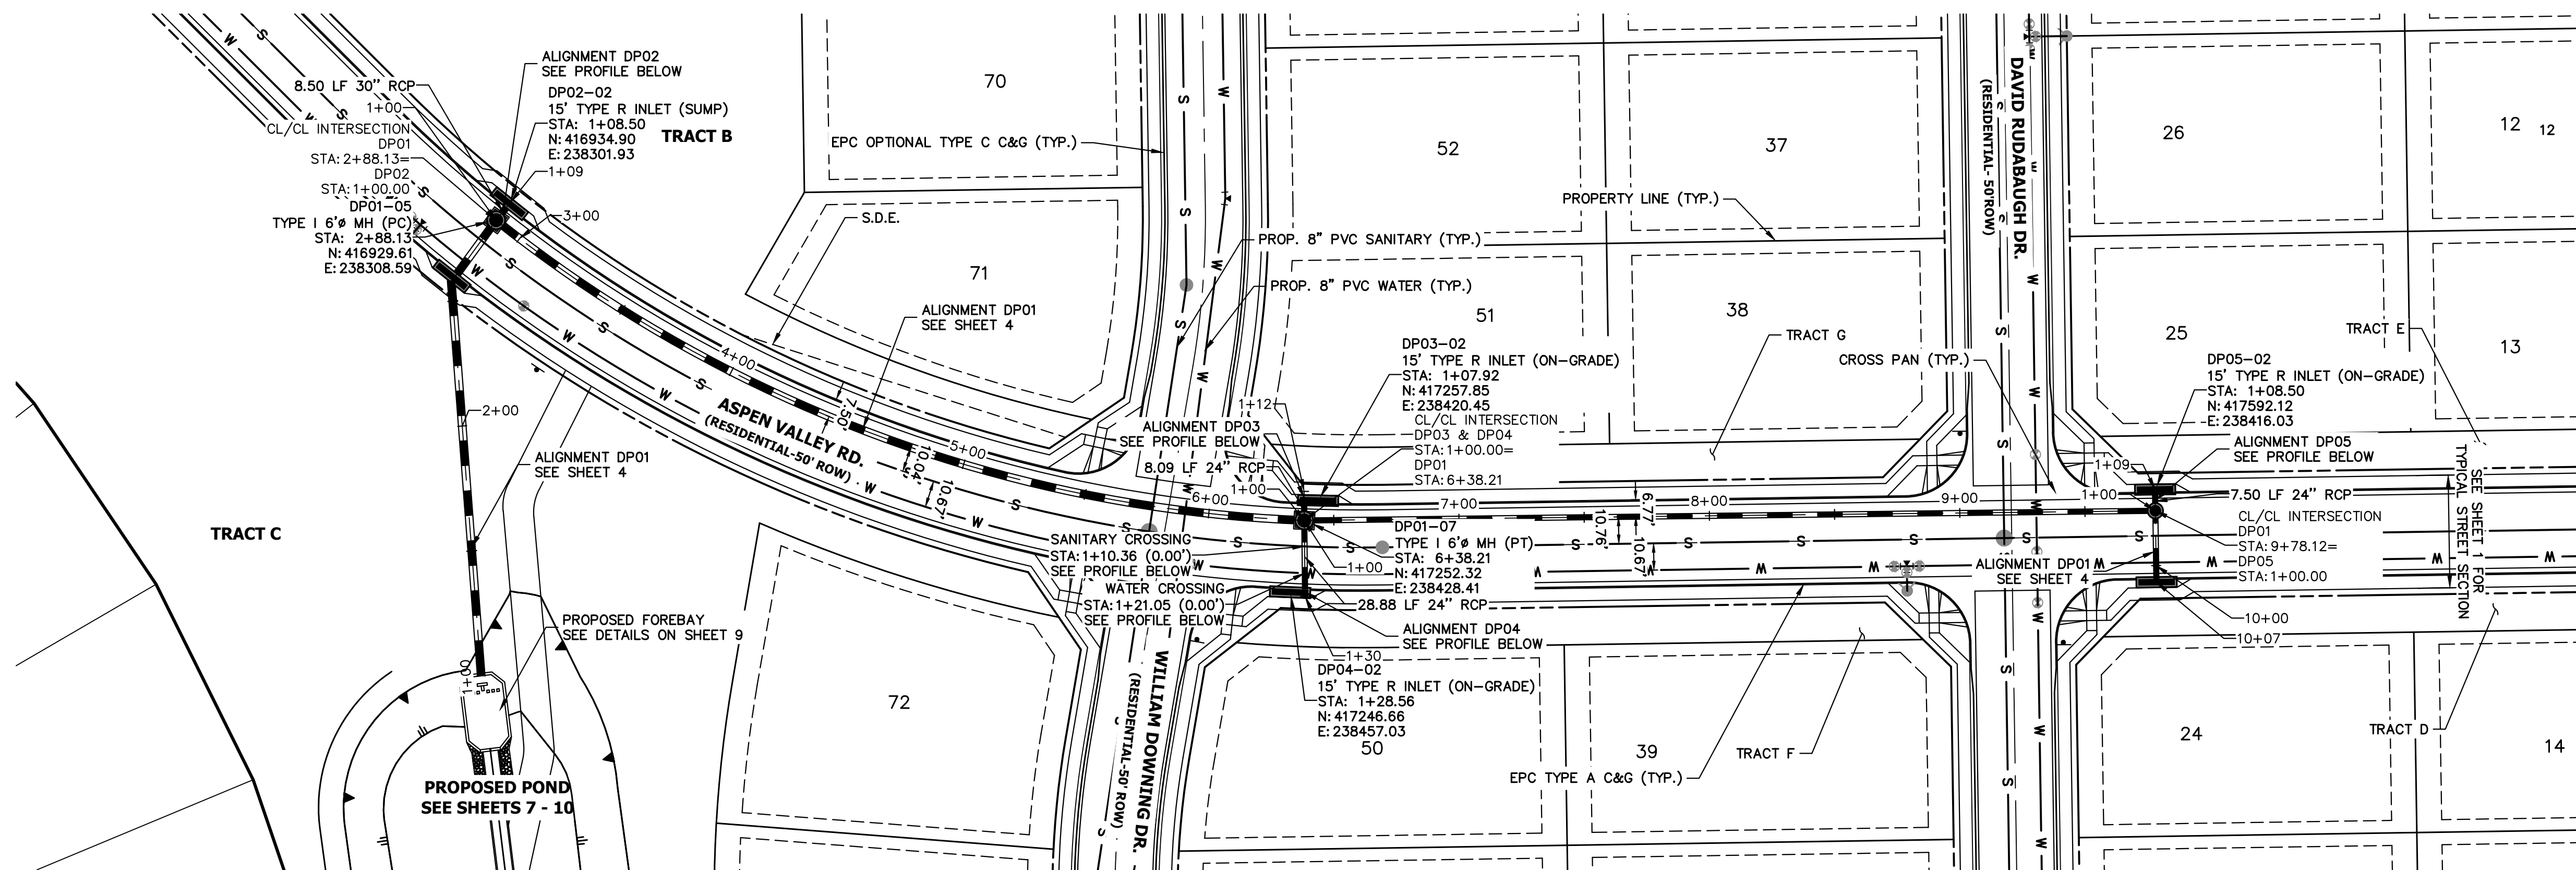 ALIGNMENT DP02
SEE PROFILE BELOW
8.50 LF 30" RCP
1+00
CL/CL INTERSECTION
DP01
STA: 2+88.13=
DP02
STA: 1+00.00
DP01-05
TYPE I 6'ø MH (PC)
STA: 2+88.13
N: 416929.61
E: 238308.59
DP02-02
15' TYPE R INLET (SUMP)
STA: 1+08.50
N: 416934.90
E: 238301.93
1+09
TRACT B
3+00
70
EPC OPTIONAL TYPE C C&G (TYP.)
S.D.E.
71
ALIGNMENT DP01
SEE SHEET 4
4+00
7.50'
ASPEN VALLEY RD.
(RESIDENTIAL-50' ROW)
10.04'
10.67'
5+00
2+00
ALIGNMENT DP01
SEE SHEET 4
TRACT C
PROPOSED FOREBAY
SEE DETAILS ON SHEET 9
1+00
PROPOSED POND
SEE SHEETS 7 - 10
72
PROP. 8" PVC SANITARY (TYP.)
PROP. 8" PVC WATER (TYP.)
52
37
PROPERTY LINE (TYP.)
51
38
DP03-02
15' TYPE R INLET (ON-GRADE)
STA: 1+07.92
N: 417257.85
E: 238420.45
CL/CL INTERSECTION
DP03 & DP04
STA: 1+00.00=
DP01
STA: 6+38.21
1+12
ALIGNMENT DP03
SEE PROFILE BELOW
8.09 LF 24" RCP
1+00
6+00
SANITARY CROSSING
STA: 1+10.36 (0.00')
SEE PROFILE BELOW
WATER CROSSING
STA: 1+21.05 (0.00')
SEE PROFILE BELOW
DP01-07
TYPE I 6'ø MH (PT)
STA: 6+38.21
N: 417252.32
E: 238428.41
1+00
28.88 LF 24" RCP
ALIGNMENT DP04
SEE PROFILE BELOW
1+30
DP04-02
15' TYPE R INLET (ON-GRADE)
STA: 1+28.56
N: 417246.66
E: 238457.03
50
WILLIAM DOWNING DR.
(RESIDENTIAL-50' ROW)
7+00
6.77'
8+00
10.76'
10.67'
9+00
TRACT G
CROSS PAN (TYP.)
39
EPC TYPE A C&G (TYP.)
TRACT F
DAVID RUDABAUGH DR.
(RESIDENTIAL- 50'ROW)
26
12
12
25
13
TRACT E
DP05-02
15' TYPE R INLET (ON-GRADE)
STA: 1+08.50
N: 417592.12
E: 238416.03
ALIGNMENT DP05
SEE PROFILE BELOW
1+09
1+00
7.50 LF 24" RCP
CL/CL INTERSECTION
DP01
STA: 9+78.12=
DP05
STA: 1+00.00
ALIGNMENT DP01
SEE SHEET 4
10+00
10+07
SEE SHEET 1 FOR
TYPICAL STREET SECTION
TRACT D
24
14